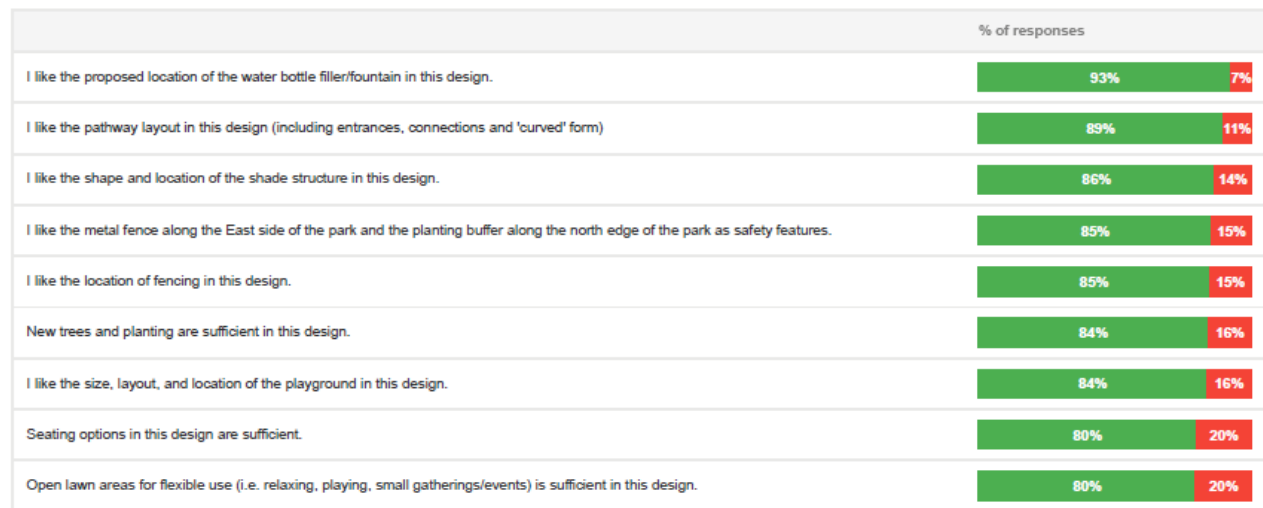 % of responses
I like the proposed location of the water bottle filler/fountain in this design.
93% 7%
I like the pathway layout in this design (including entrances, connections and 'curved' form)
89% 11%
I like the shape and location of the shade structure in this design.
86% 14%
I like the metal fence along the East side of the park and the planting buffer along the north edge of the park as safety features.
85% 15%
I like the location of fencing in this design.
85% 15%
New trees and planting are sufficient in this design.
84% 16%
I like the size, layout, and location of the playground in this design.
84% 16%
Seating options in this design are sufficient.
80% 20%
Open lawn areas for flexible use (i.e. relaxing, playing, small gatherings/events) is sufficient in this design.
80% 20%